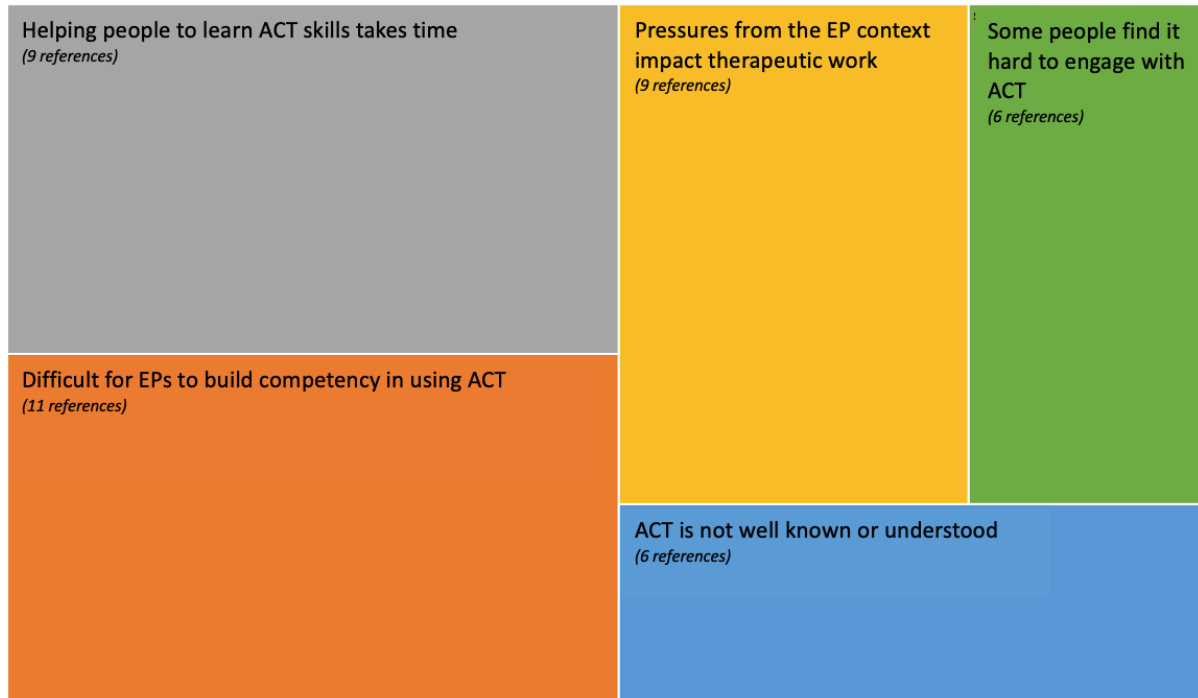 Helping people to learn ACT skills takes time
(9 references)
Pressures from the EP context
impact therapeutic work
(9 references)
Some people find it
hard to engage with
ACT
(6 references)
Difficult for EPs to build competency in using ACT
(11 references)
ACT is not well known or understood
(6 references)